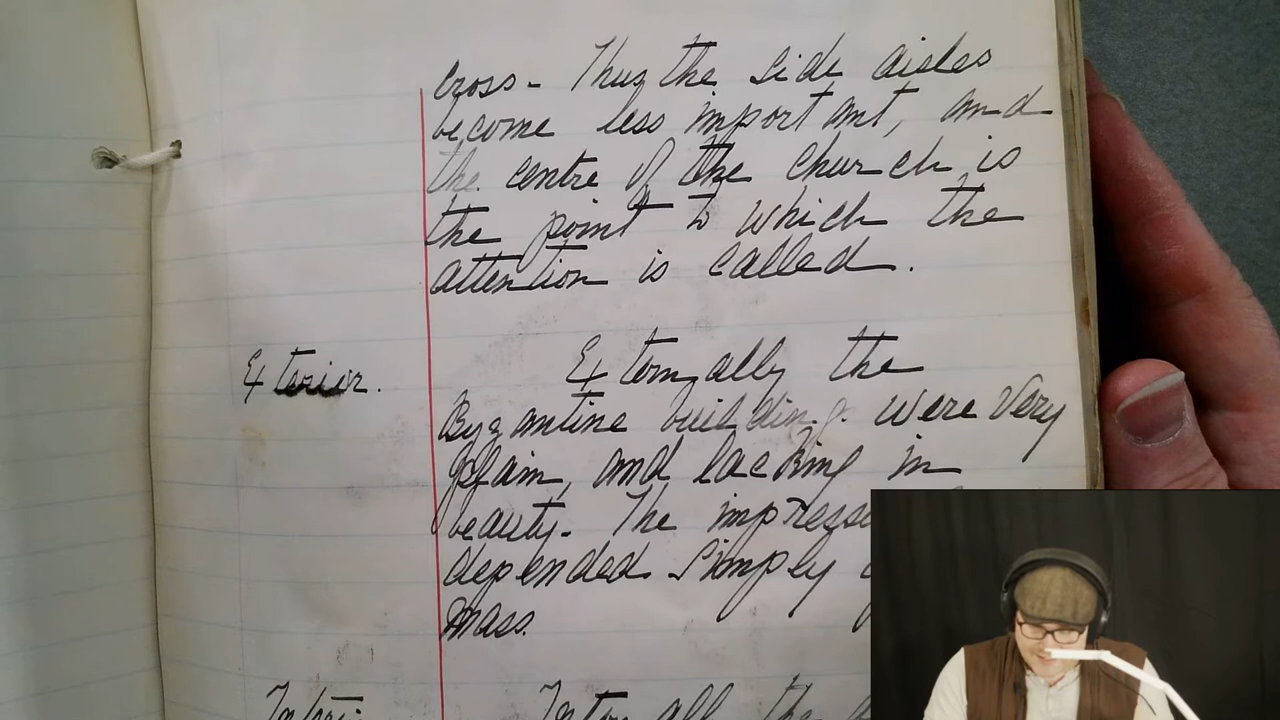 Cross - Thus the side aisles
become less important, and
the centre of the church is
the point to which the
attention is called.
Exterior.
Externally the
Byzantine buildings were very
plain, and lacking in
beauty. The
depended simply
mass.
the